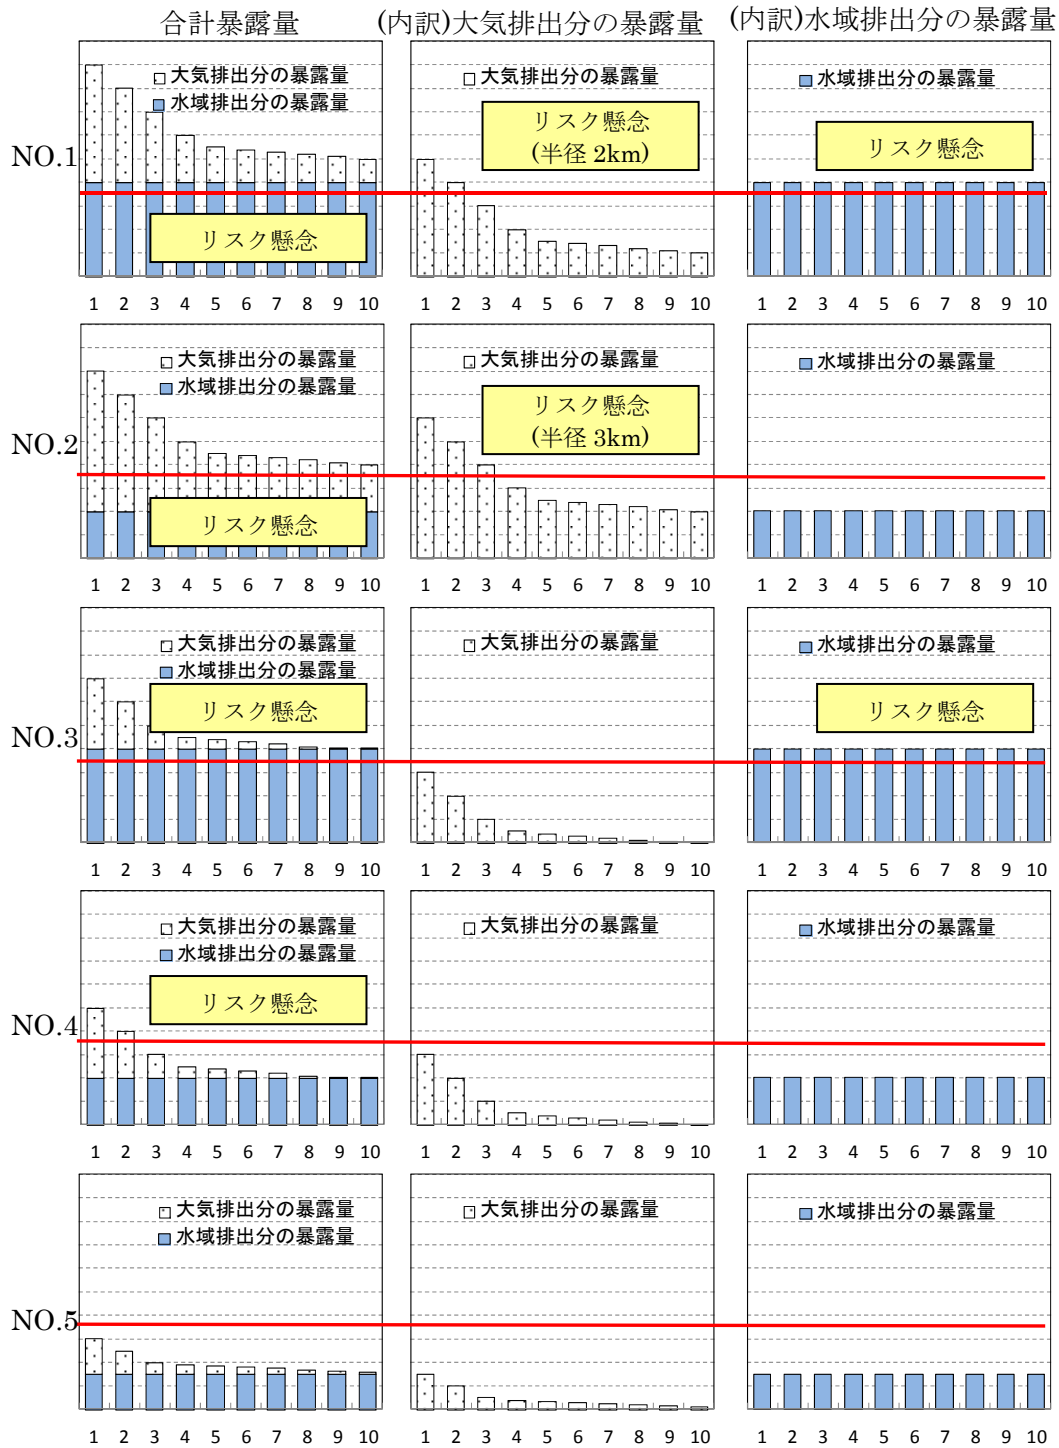 合計暴露量
(内訳)大気排出分の暴露量
(内訳)水域排出分の暴露量
NO.1
大気排出分の暴露量
水域排出分の暴露量
リスク懸念
1 2 3 4 5 6 7 8 9 10
大気排出分の暴露量
リスク懸念
(半径 2km)
1 2 3 4 5 6 7 8 9 10
水域排出分の暴露量
リスク懸念
1 2 3 4 5 6 7 8 9 10
NO.2
大気排出分の暴露量
水域排出分の暴露量
リスク懸念
1 2 3 4 5 6 7 8 9 10
大気排出分の暴露量
リスク懸念
(半径 3km)
1 2 3 4 5 6 7 8 9 10
水域排出分の暴露量
1 2 3 4 5 6 7 8 9 10
NO.3
大気排出分の暴露量
水域排出分の暴露量
リスク懸念
1 2 3 4 5 6 7 8 9 10
大気排出分の暴露量
1 2 3 4 5 6 7 8 9 10
水域排出分の暴露量
リスク懸念
1 2 3 4 5 6 7 8 9 10
NO.4
大気排出分の暴露量
水域排出分の暴露量
リスク懸念
1 2 3 4 5 6 7 8 9 10
大気排出分の暴露量
1 2 3 4 5 6 7 8 9 10
水域排出分の暴露量
1 2 3 4 5 6 7 8 9 10
NO.5
大気排出分の暴露量
水域排出分の暴露量
1 2 3 4 5 6 7 8 9 10
大気排出分の暴露量
1 2 3 4 5 6 7 8 9 10
水域排出分の暴露量
1 2 3 4 5 6 7 8 9 10